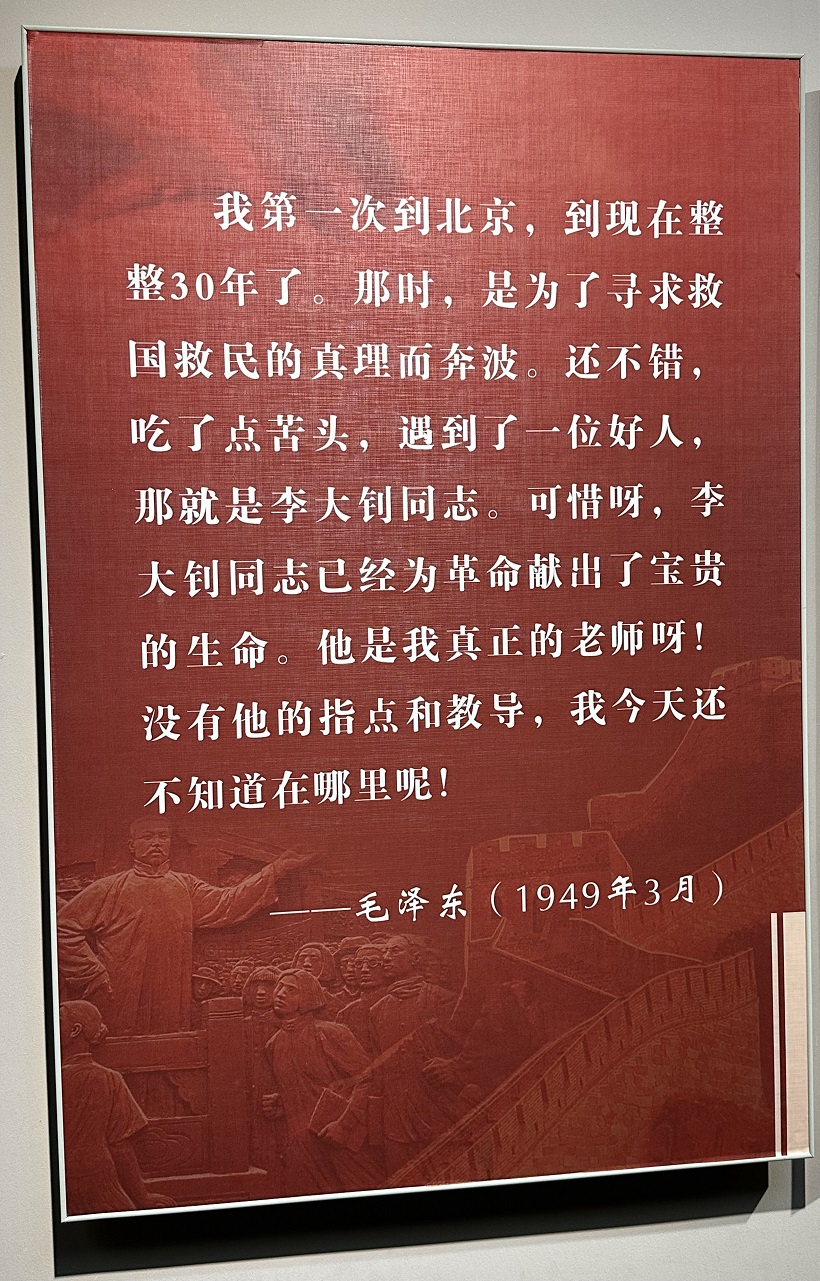 我第一次到北京，到现在整
整30年了。那时，是为了寻求救
国救民的真理而奔波。还不错，
吃了点苦头，遇到了一位好人，
那就是李大钊同志。可惜呀，李
大钊同志已经为革命献出了宝贵
的生命。他是我真正的老师呀！
没有他的指点和教导，我今天还
不知道在哪里呢！
——毛泽东（1949年3月）